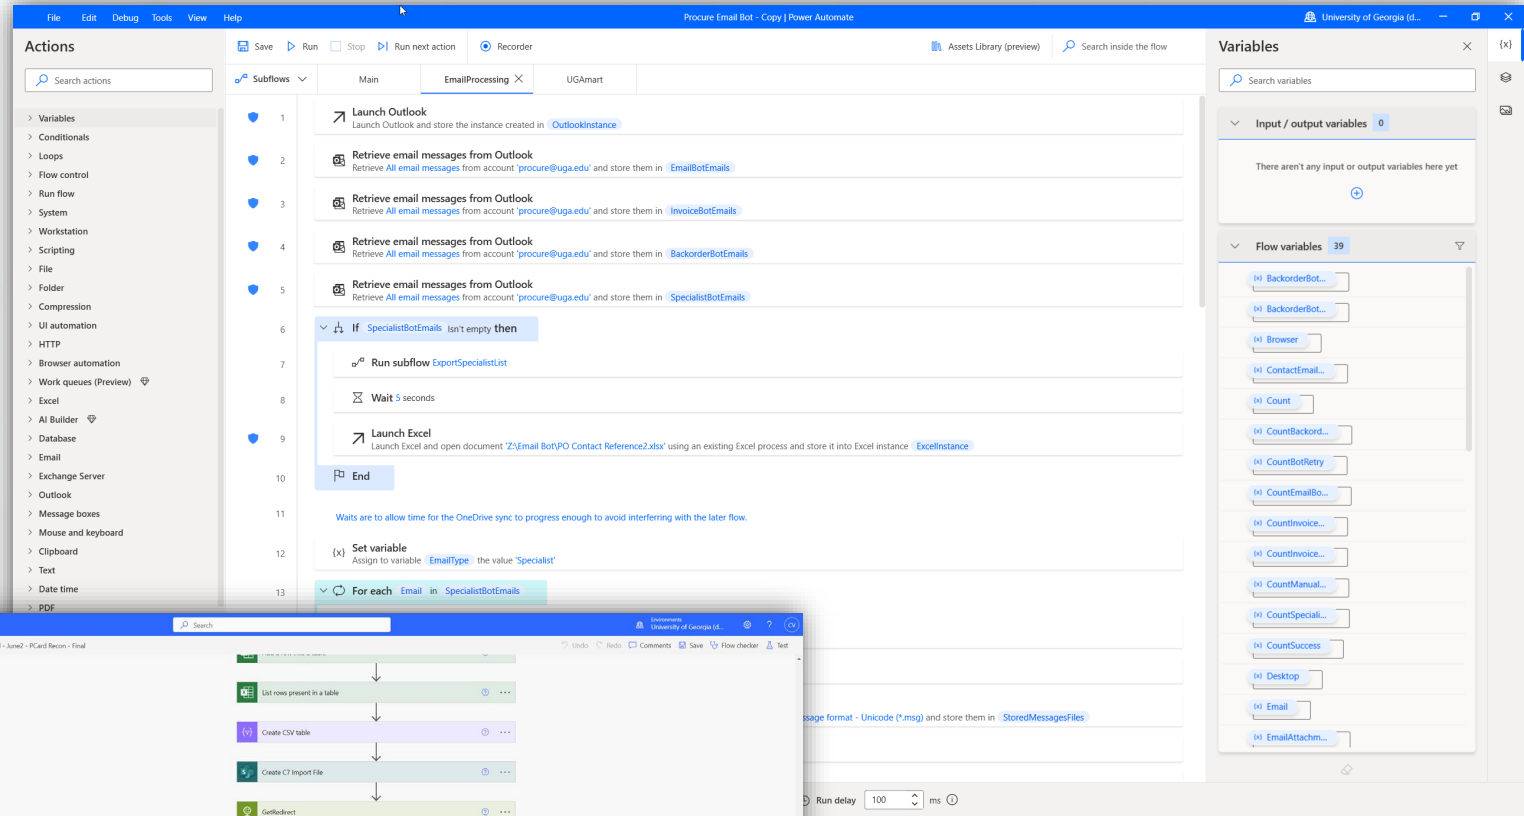 File Edit Debug Tools View Help
Procure Email Bot - Copy | Power Automate
University of Georgia (d...
Actions
Search actions
Variables
Conditionals
Loops
Flow control
Run flow
System
Workstation
Scripting
File
Folder
Compression
UI automation
HTTP
Browser automation
Work queues (Preview)
Excel
AI Builder
Database
Email
Exchange Server
Outlook
Message boxes
Mouse and keyboard
Clipboard
Text
Date time
PDF
Save Run Stop Run next action Recorder
Assets Library (preview) Search inside the flow
Subflows Main EmailProcessing UGAmart
1 Launch Outlook
Launch Outlook and store the instance created in OutlookInstance
2 Retrieve email messages from Outlook
Retrieve All email messages from account 'procure@uga.edu' and store them in EmailBotEmails
3 Retrieve email messages from Outlook
Retrieve All email messages from account 'procure@uga.edu' and store them in InvoiceBotEmails
4 Retrieve email messages from Outlook
Retrieve All email messages from account 'procure@uga.edu' and store them in BackorderBotEmails
5 Retrieve email messages from Outlook
Retrieve All email messages from account 'procure@uga.edu' and store them in SpecialistBotEmails
6 If SpecialistBotEmails Isn't empty then
7 Run subflow ExportSpecialistList
8 Wait 5 seconds
9 Launch Excel
Launch Excel and open document 'Z:\Email Bot\PO Contact Reference2.xlsx' using an existing Excel process and store it into Excel instance ExcelInstance
10 End
11 Waits are to allow time for the OneDrive sync to progress enough to avoid interfering with the later flow.
12 Set variable
Assign to variable EmailType the value 'Specialist'
13 For each Email in SpecialistBotEmails
ssage format - Unicode (*.msg) and store them in StoredMessagesFiles
Run delay 100 ms
Variables
{x}
Search variables
Input / output variables 0
There aren't any input or output variables here yet
Flow variables 39
BackorderBot...
BackorderBot...
Browser
ContactEmail...
Count
CountBackord...
CountBotRetry
CountEmailBo...
CountInvoice...
CountInvoice...
CountManual...
CountSpeciali...
CountSuccess
Desktop
Email
EmailAttachm...
Search
Environments
University of Georgia (d...
? CV
- June2 - PCard Recon - Final
Undo Redo Comments Save Flow checker Test
List rows present in a table
Create CSV table
Create C7 Import File
GetRedirect